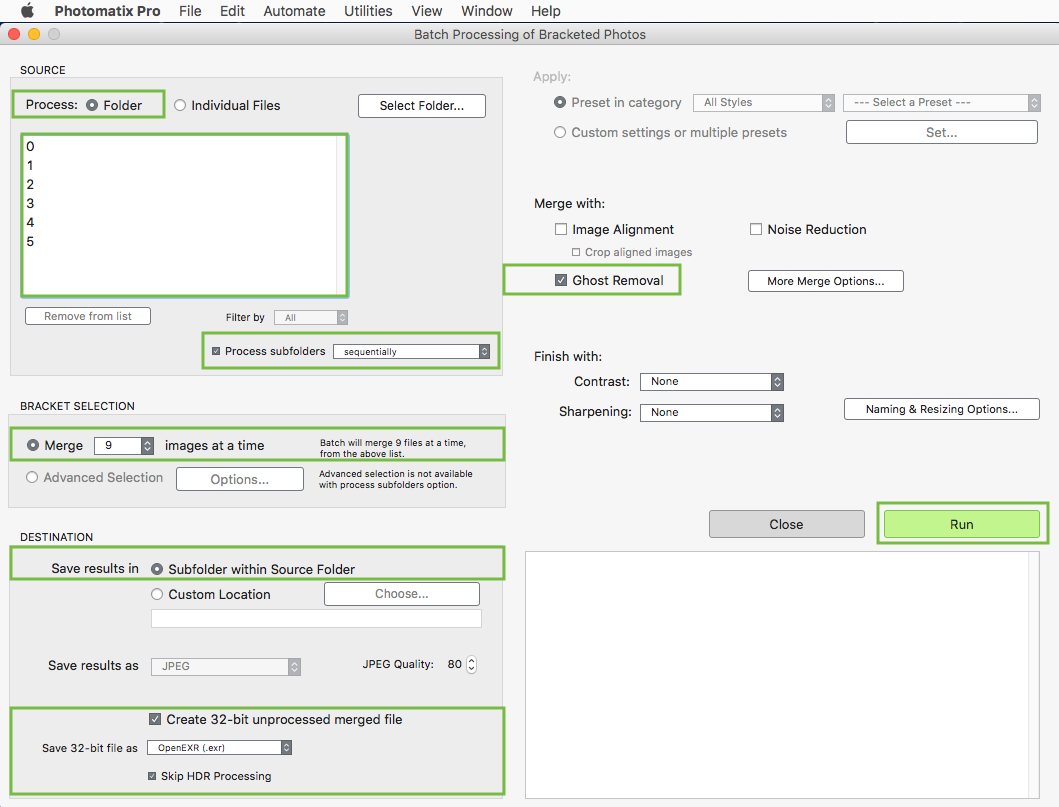 Photomatix Pro File Edit Automate Utilities View Window Help
Batch Processing of Bracketed Photos
SOURCE
Process: Folder Individual Files Select Folder...
0
1
2
3
4
5
Remove from list Filter by All
Process subfolders sequentially
BRACKET SELECTION
Merge 9 images at a time
Batch will merge 9 files at a time,
from the above list.
Advanced Selection Options...
Advanced selection is not available
with process subfolders option.
DESTINATION
Save results in Subfolder within Source Folder
Custom Location Choose...
Save results as JPEG JPEG Quality: 80
Create 32-bit unprocessed merged file
Save 32-bit file as OpenEXR (.exr)
Skip HDR Processing
Apply:
Preset in category All Styles --- Select a Preset ---
Custom settings or multiple presets Set...
Merge with:
Image Alignment Noise Reduction
Crop aligned images
Ghost Removal More Merge Options...
Finish with:
Contrast: None
Sharpening: None Naming & Resizing Options...
Close Run